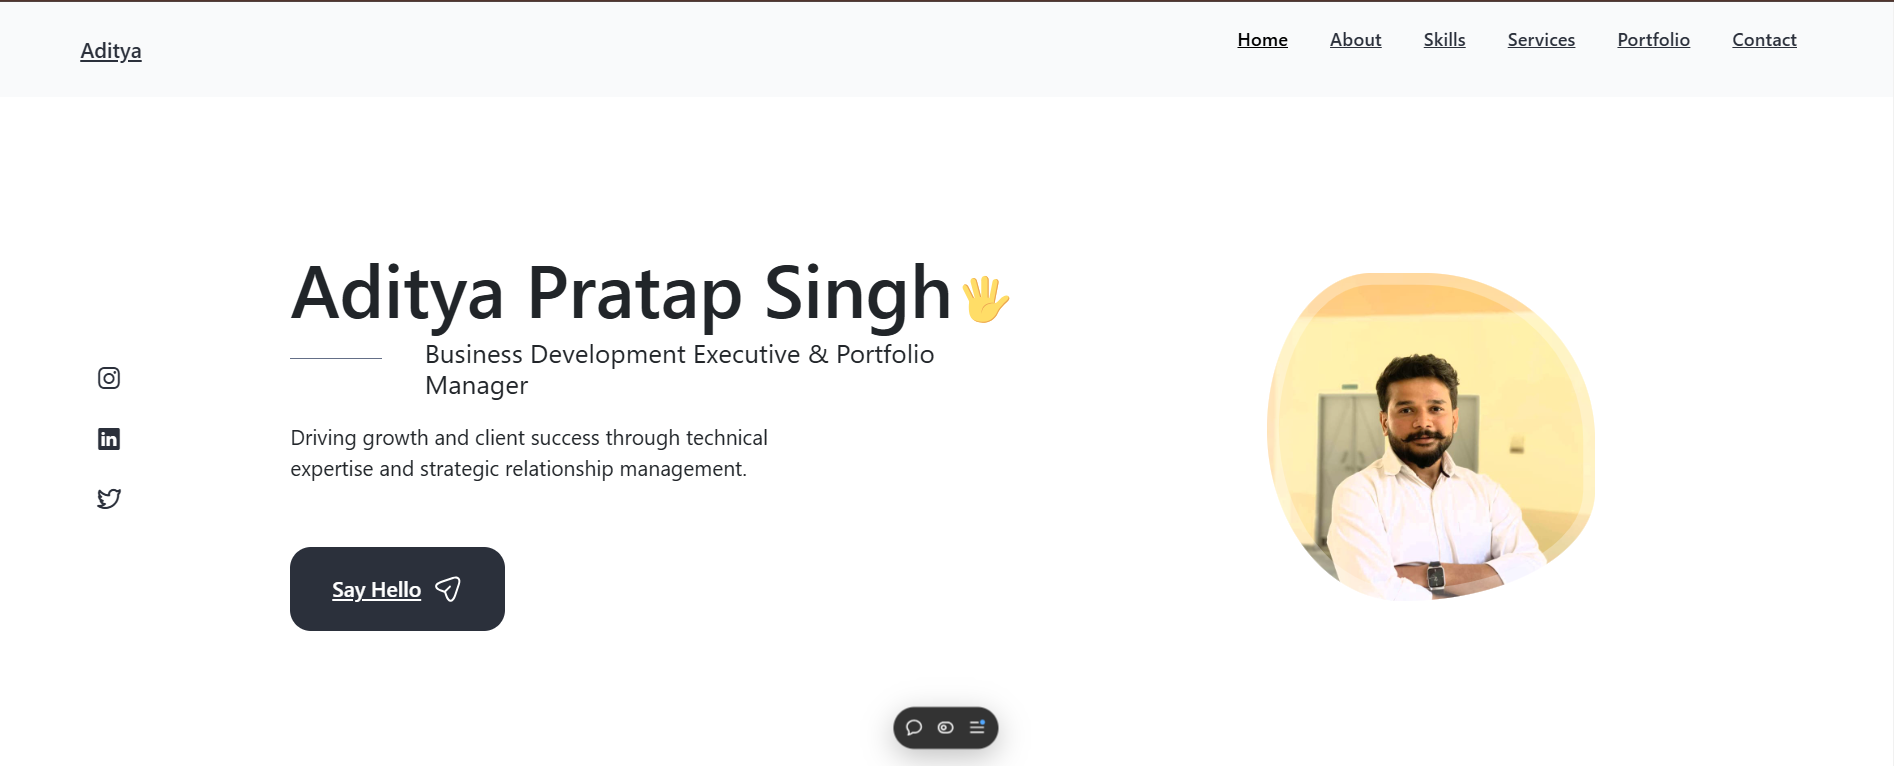 Aditya
Home About Skills Services Portfolio Contact
Aditya Pratap Singh🖐
Business Development Executive & Portfolio
Manager
Driving growth and client success through technical
expertise and strategic relationship management.
Say Hello